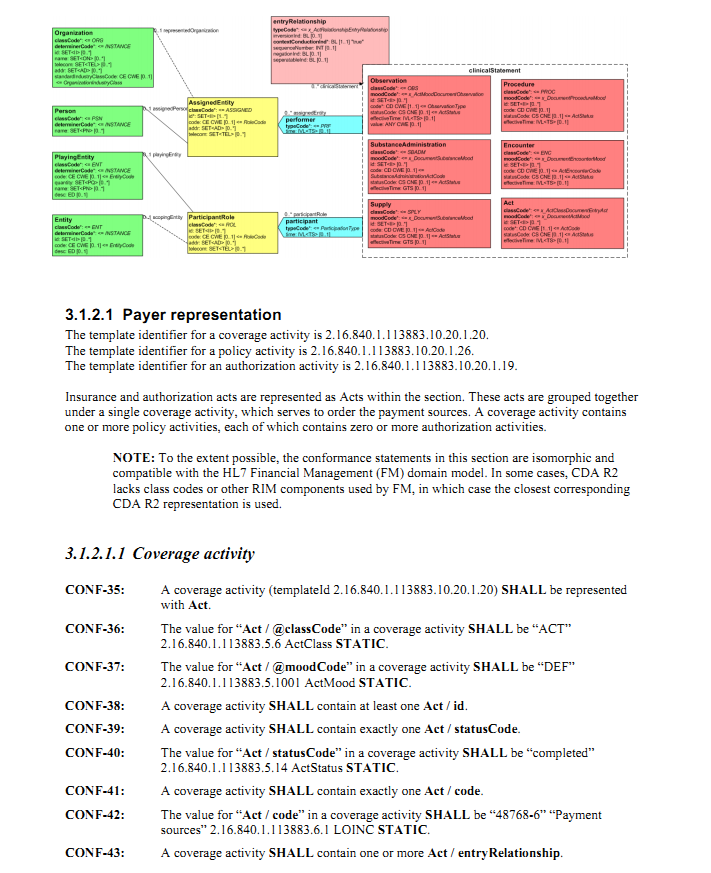 Organization
classCode*: <= ORG
determinerCode*: <= INSTANCE
id: SET<II> [0..*]
name: SET<ON> [0..*]
telecom: SET<TEL> [0..*]
addr: SET<AD> [0..*]
standardIndustryClassCode: CE CWE [0..1]
<= OrganizationIndustryClass
0..1 representedOrganization
Person
classCode*: <= PSN
determinerCode*: <= INSTANCE
name: SET<PN> [0..*]
0..1 assignedPerson
PlayingEntity
classCode*: <= ENT
determinerCode*: <= INSTANCE
code: CE CWE [0..1] <= EntityCode
quantity: SET<PQ> [0..*]
name: SET<PN> [0..*]
desc: ED [0..1]
0..1 playingEntity
Entity
classCode*: <= ENT
determinerCode*: <= INSTANCE
id: SET<II> [0..*]
code: CE CWE [0..1] <= EntityCode
desc: ED [0..1]
0..1 scopingEntity
AssignedEntity
classCode*: <= ASSIGNED
id*: SET<II> [1..*]
code: CE CWE [0..1] <= RoleCode
addr: SET<AD> [0..*]
telecom: SET<TEL> [0..*]
ParticipantRole
classCode*: <= ROL
id: SET<II> [0..*]
code: CE CWE [0..1] <= RoleCode
addr: SET<AD> [0..*]
telecom: SET<TEL> [0..*]
0..* assignedEntity
performer
typeCode*: <= PRF
time: IVL<TS> [0..1]
0..* participantRole
participant
typeCode*: <= ParticipationType
time: IVL<TS> [0..1]
entryRelationship
typeCode*: <= x_ActRelationshipEntryRelationship
inversionInd: BL [0..1]
contextConductionInd*: BL [1..1] "true"
sequenceNumber: INT [0..1]
negationInd: BL [0..1]
seperatableInd: BL [0..1]
0..* clinicalStatement
clinicalStatement
Observation
classCode*: <= OBS
moodCode*: <= x_ActMoodDocumentObservation
id: SET<II> [0..*]
code*: CD CWE [1..1] <= ObservationType
statusCode: CS CNE [0..1] <= ActStatus
effectiveTime: IVL<TS> [0..1]
value: ANY CWE [0..1]
Procedure
classCode*: <= PROC
moodCode*: <= x_DocumentProcedureMood
id: SET<II> [0..*]
code: CD CWE [0..1]
statusCode: CS CNE [0..1] <= ActStatus
effectiveTime: IVL<TS> [0..1]
SubstanceAdministration
classCode*: <= SBADM
moodCode*: <= x_DocumentSubstanceMood
id: SET<II> [0..*]
code: CD CWE [0..1] <=
SubstanceAdministrationActCode
statusCode: CS CNE [0..1] <= ActStatus
effectiveTime: GTS [0..1]
Encounter
classCode*: <= ENC
moodCode*: <= x_DocumentEncounterMood
id: SET<II> [0..*]
code: CD CWE [0..1] <= ActEncounterCode
statusCode: CS CNE [0..1] <= ActStatus
effectiveTime: IVL<TS> [0..1]
Supply
classCode*: <= SPLY
moodCode*: <= x_DocumentSubstanceMood
id: SET<II> [0..*]
code: CD CWE [0..1] <= ActCode
statusCode: CS CNE [0..1] <= ActStatus
effectiveTime: GTS [0..1]
Act
classCode*: <= x_ActClassDocumentEntryAct
moodCode*: <= x_DocumentActMood
id: SET<II> [0..*]
code*: CD CWE [1..1] <= ActCode
statusCode: CS CNE [0..1] <= ActStatus
effectiveTime: IVL<TS> [0..1]
3.1.2.1 Payer representation
The template identifier for a coverage activity is 2.16.840.1.113883.10.20.1.20.
The template identifier for a policy activity is 2.16.840.1.113883.10.20.1.26.
The template identifier for an authorization activity is 2.16.840.1.113883.10.20.1.19.
Insurance and authorization acts are represented as Acts within the section. These acts are grouped together
under a single coverage activity, which serves to order the payment sources. A coverage activity contains
one or more policy activities, each of which contains zero or more authorization activities.
NOTE: To the extent possible, the conformance statements in this section are isomorphic and
compatible with the HL7 Financial Management (FM) domain model. In some cases, CDA R2
lacks class codes or other RIM components used by FM, in which case the closest corresponding
CDA R2 representation is used.
3.1.2.1.1 Coverage activity
CONF-35: A coverage activity (templateId 2.16.840.1.113883.10.20.1.20) SHALL be represented
with Act.
CONF-36: The value for “Act / @classCode” in a coverage activity SHALL be “ACT”
2.16.840.1.113883.5.6 ActClass STATIC.
CONF-37: The value for “Act / @moodCode” in a coverage activity SHALL be “DEF”
2.16.840.1.113883.5.1001 ActMood STATIC.
CONF-38: A coverage activity SHALL contain at least one Act / id.
CONF-39: A coverage activity SHALL contain exactly one Act / statusCode.
CONF-40: The value for “Act / statusCode” in a coverage activity SHALL be “completed”
2.16.840.1.113883.5.14 ActStatus STATIC.
CONF-41: A coverage activity SHALL contain exactly one Act / code.
CONF-42: The value for “Act / code” in a coverage activity SHALL be “48768-6” “Payment
sources” 2.16.840.1.113883.6.1 LOINC STATIC.
CONF-43: A coverage activity SHALL contain one or more Act / entryRelationship.